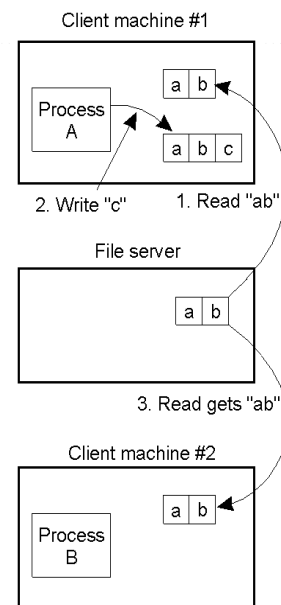 Client machine #1
a b
Process
A
a b c
2. Write "c"
1. Read "ab"
File server
a b
3. Read gets "ab"
Client machine #2
a b
Process
B